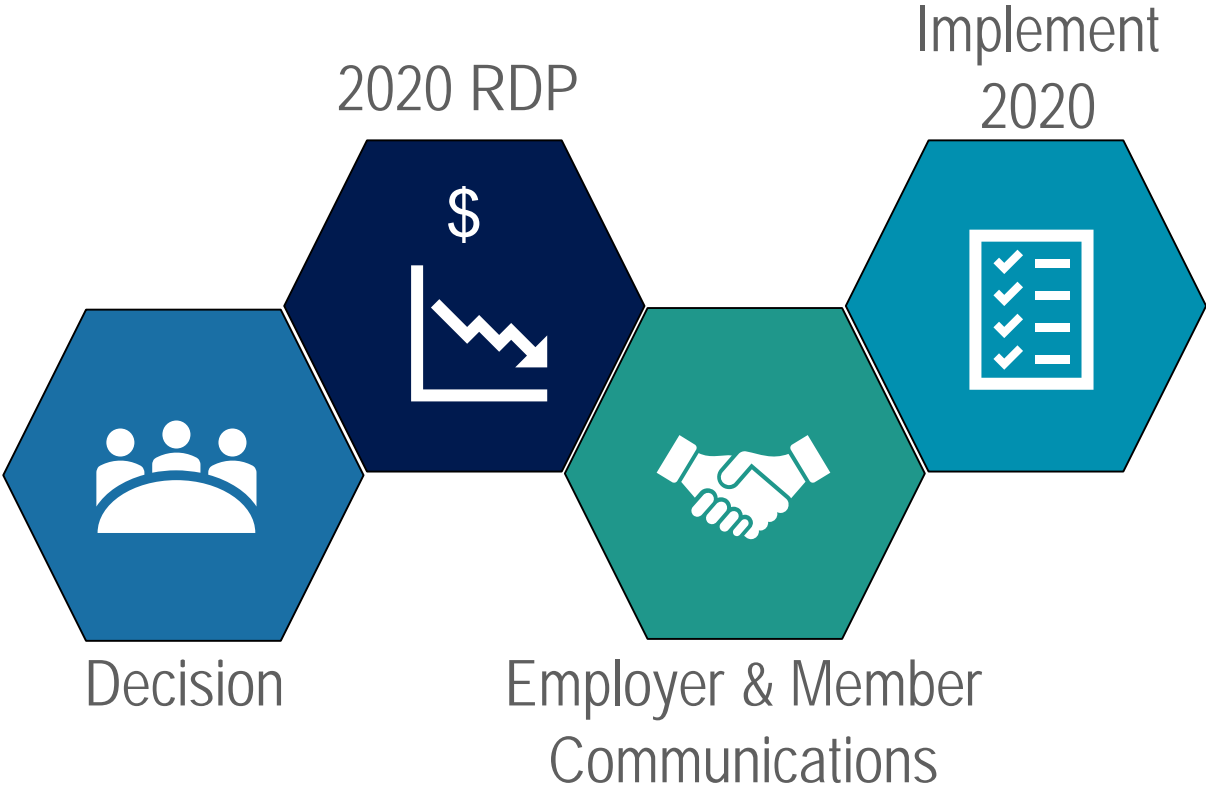 Implement
2020
2020 RDP
$
Decision
Employer & Member
Communications